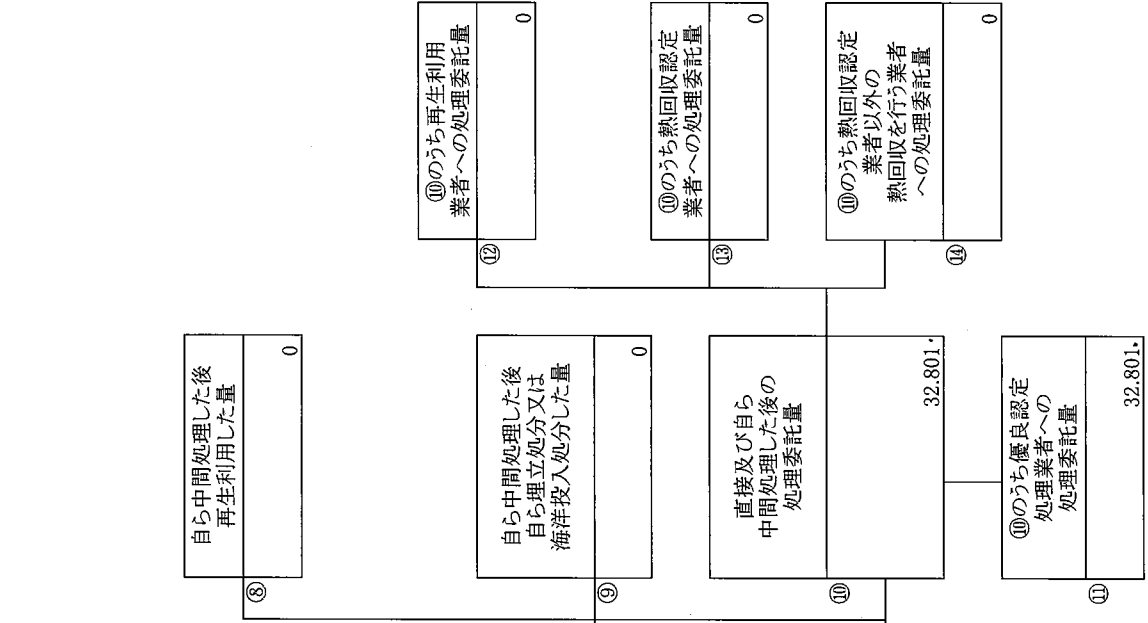 ⑧
自ら中間処理した後
再生利用した量
0
⑨
自ら中間処理した後
自ら埋立処分又は
海洋投入処分した量
0
⑩
直接及び自ら
中間処理した後の
処理委託量
32.801
⑪
⑩のうち優良認定
処理業者への
処理委託量
32.801
⑫
⑩のうち再生利用
業者への処理委託量
0
⑬
⑩のうち熱回収認定
業者への処理委託量
0
⑭
⑩のうち熱回収認定
業者以外の
熱回収を行う業者
への処理委託量
0